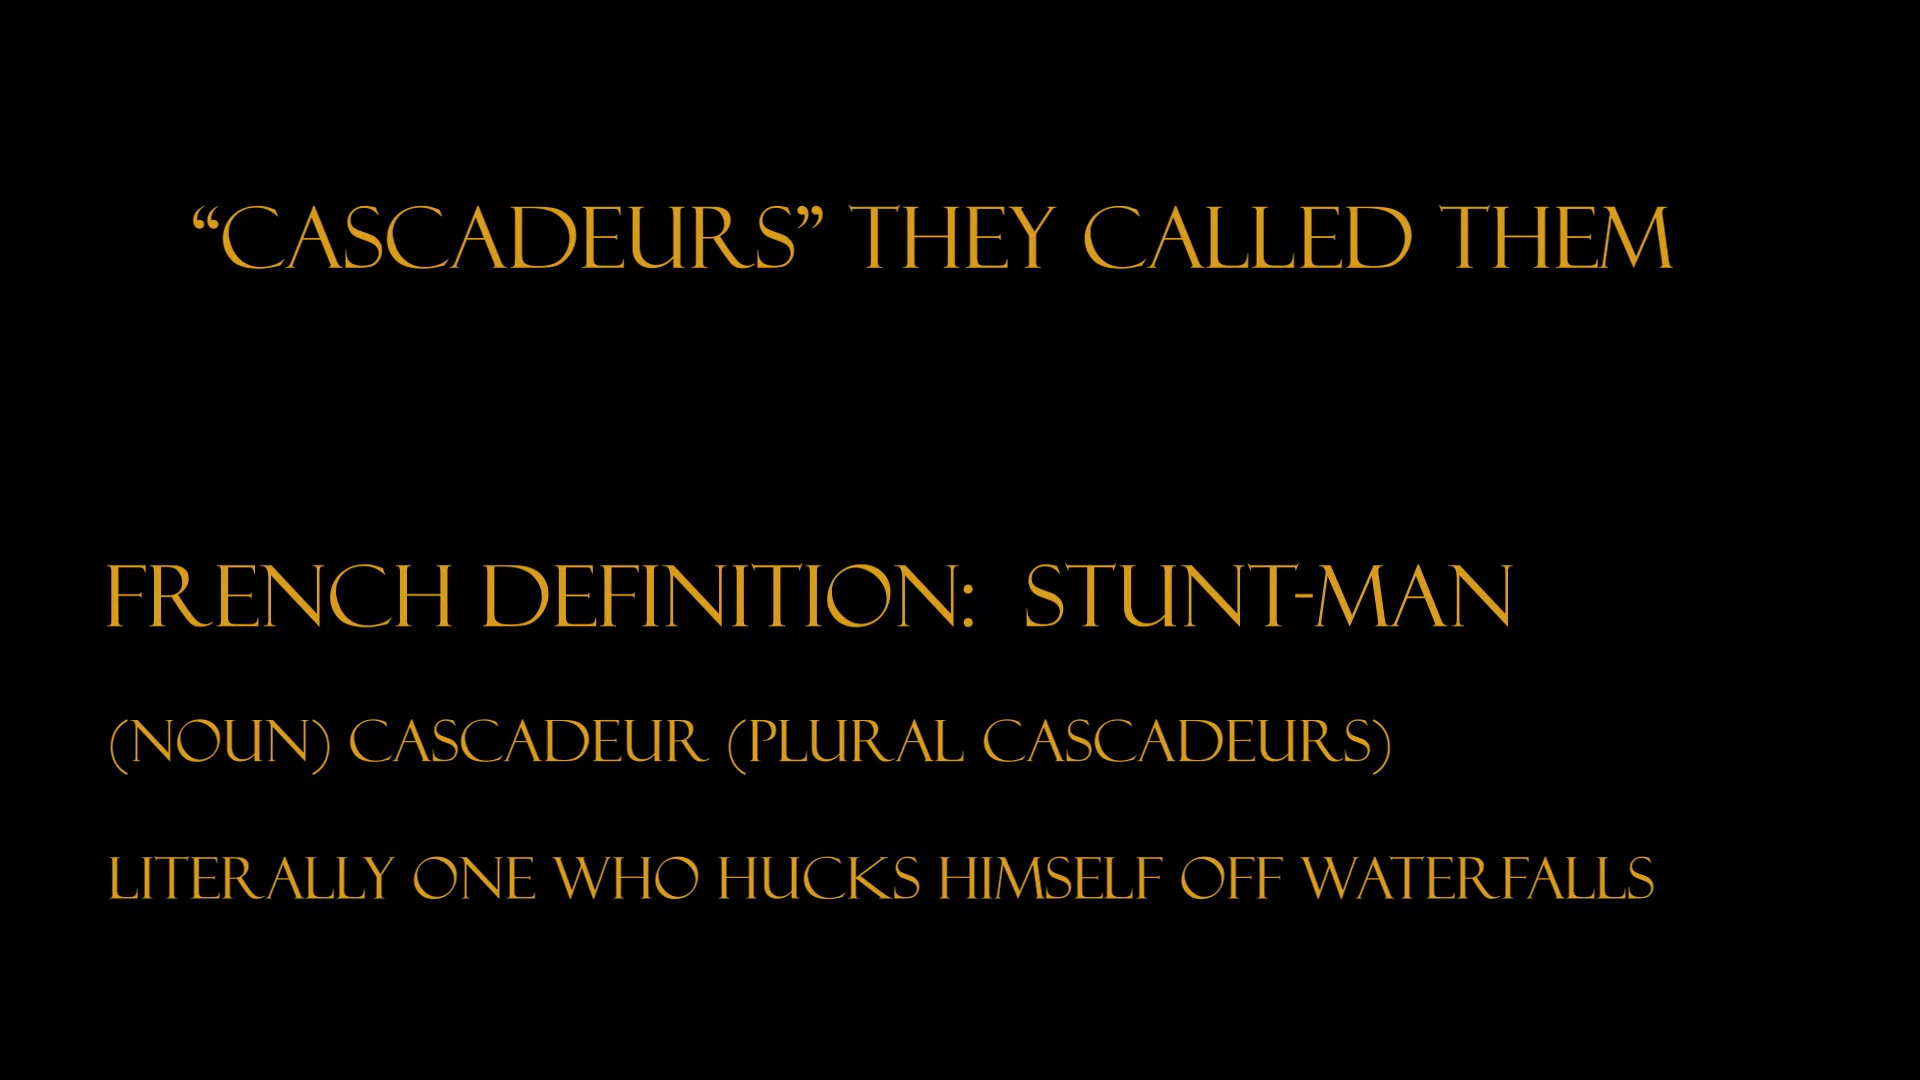 “CASCADEURS” THEY CALLED THEM
FRENCH DEFINITION: STUNT-MAN
(NOUN) CASCADEUR (PLURAL CASCADEURS)
LITERALLY ONE WHO HUCKS HIMSELF OFF WATERFALLS